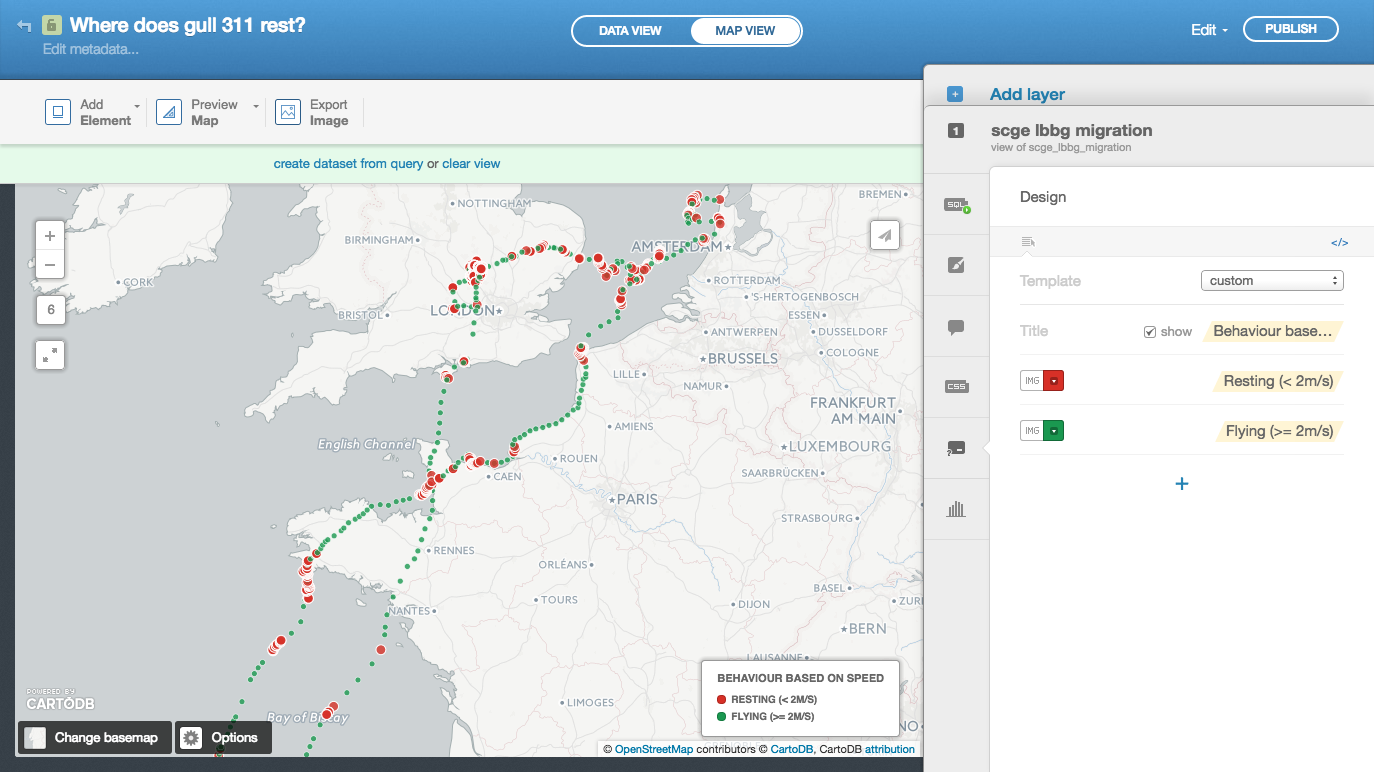 Where does gull 311 rest?
Edit metadata...
DATA VIEW
MAP VIEW
Edit
PUBLISH
Add Element
Preview Map
Export Image
create dataset from query or clear view
Add layer
1
scge lbbg migration
view of scge_lbbg_migration
SQL
CSS
?
Design
</>
Template
custom
Title
show
Behaviour base...
IMG
Resting (< 2m/s)
IMG
Flying (>= 2m/s)
+
+
−
6
BREMEN
NOTTINGHAM
BIRMINGHAM
AMSTERDAM
CORK
ROTTERDAM
'S-HERTOGENBOSCH
BRISTOL
LONDON
ESSEN
ANTWERPEN
DUSSELDORF
BRUSSELS
COLOGNE
LILLE
NAMUR
FRANKFURT AM MAIN
AMIENS
English Channel
LUXEMBOURG
ROUEN
CAEN
SAARBRÜCKEN
PARIS
STRASBOURG
RENNES
ORLÉANS
BASEL
TOURS
DIJON
ZUR
NANTES
BERN
LAUSANNE
LIMOGES
Bay of Biscay
NO
POWERED BY
CARTODB
Change basemap
Options
BEHAVIOUR BASED ON SPEED
RESTING (< 2M/S)
FLYING (>= 2M/S)
© OpenStreetMap contributors © CartoDB, CartoDB attribution